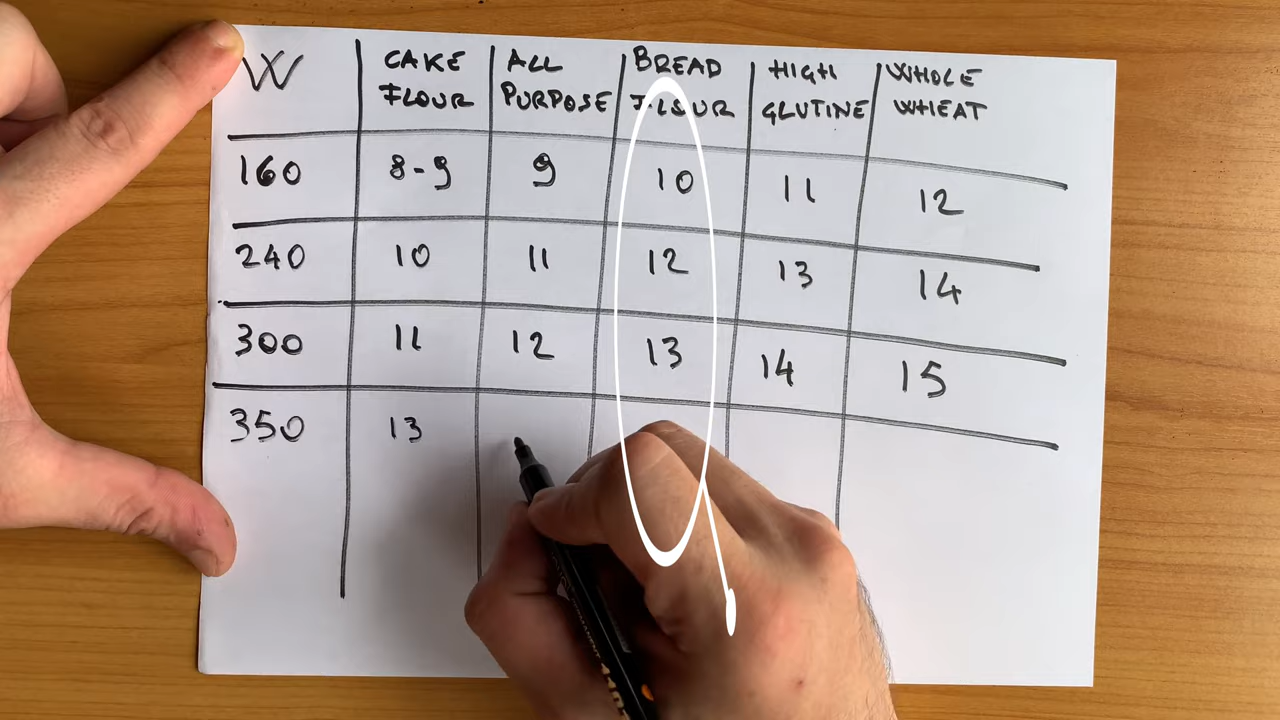 W CAKE FLOUR ALL PURPOSE BREAD FLOUR HIGH GLUTINE WHOLE WHEAT
160 8-9 9 10 11 12
240 10 11 12 13 14
300 11 12 13 14 15
350 13